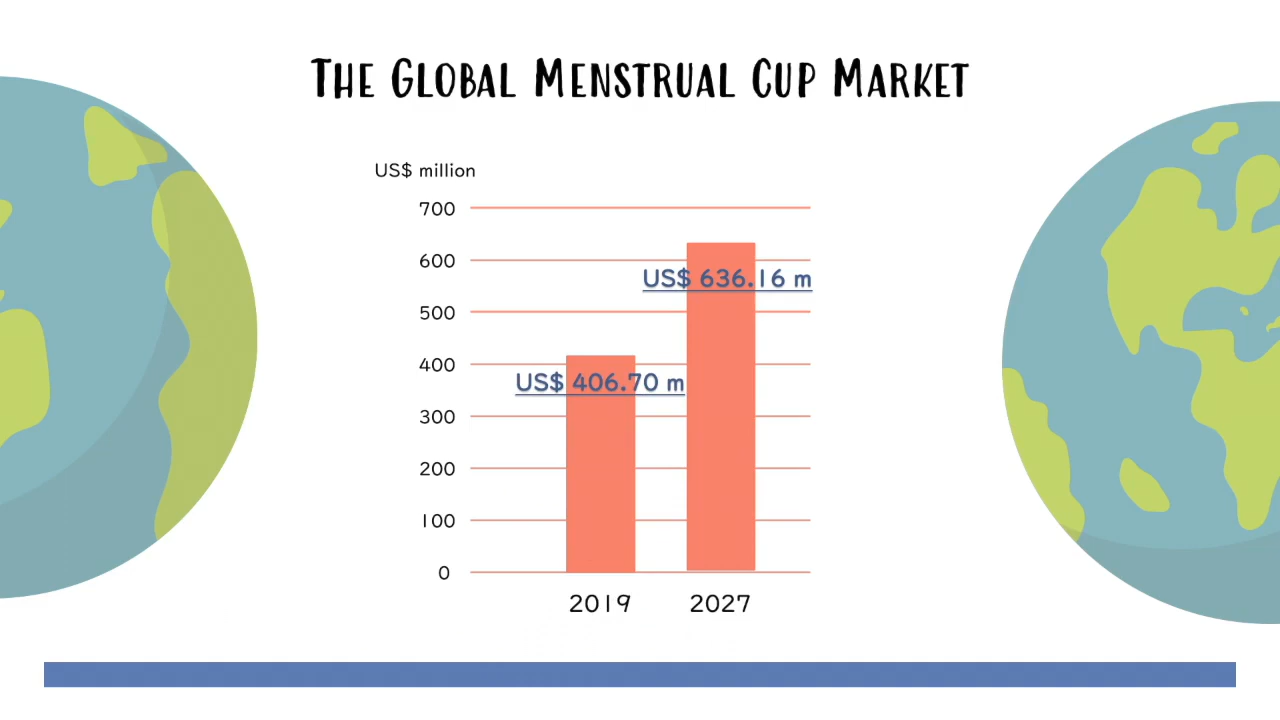 The Global Menstrual Cup Market
US$ million
700
600
US$ 636.16 m
500
400
US$ 406.70 m
300
200
100
0
2019 2027